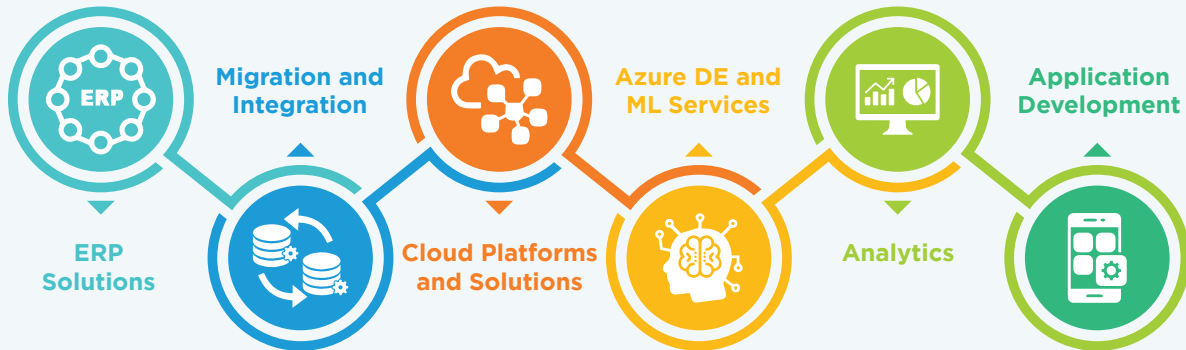 ERP
ERP
Solutions
Migration and
Integration
Cloud Platforms
and Solutions
Azure DE and
ML Services
Analytics
Application
Development